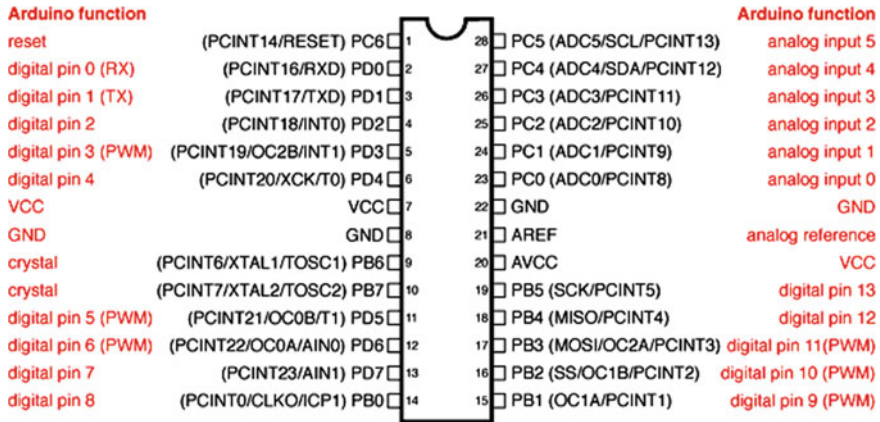 Arduino function Arduino function
reset (PCINT14/RESET) PC6 1 28 PC5 (ADC5/SCL/PCINT13) analog input 5
digital pin 0 (RX) (PCINT16/RXD) PD0 2 27 PC4 (ADC4/SDA/PCINT12) analog input 4
digital pin 1 (TX) (PCINT17/TXD) PD1 3 26 PC3 (ADC3/PCINT11) analog input 3
digital pin 2 (PCINT18/INT0) PD2 4 25 PC2 (ADC2/PCINT10) analog input 2
digital pin 3 (PWM) (PCINT19/OC2B/INT1) PD3 5 24 PC1 (ADC1/PCINT9) analog input 1
digital pin 4 (PCINT20/XCK/T0) PD4 6 23 PC0 (ADC0/PCINT8) analog input 0
VCC VCC 7 22 GND GND
GND GND 8 21 AREF analog reference
crystal (PCINT6/XTAL1/TOSC1) PB6 9 20 AVCC VCC
crystal (PCINT7/XTAL2/TOSC2) PB7 10 19 PB5 (SCK/PCINT5) digital pin 13
digital pin 5 (PWM) (PCINT21/OC0B/T1) PD5 11 18 PB4 (MISO/PCINT4) digital pin 12
digital pin 6 (PWM) (PCINT22/OC0A/AIN0) PD6 12 17 PB3 (MOSI/OC2A/PCINT3) digital pin 11(PWM)
digital pin 7 (PCINT23/AIN1) PD7 13 16 PB2 (SS/OC1B/PCINT2) digital pin 10 (PWM)
digital pin 8 (PCINT0/CLKO/ICP1) PB0 14 15 PB1 (OC1A/PCINT1) digital pin 9 (PWM)